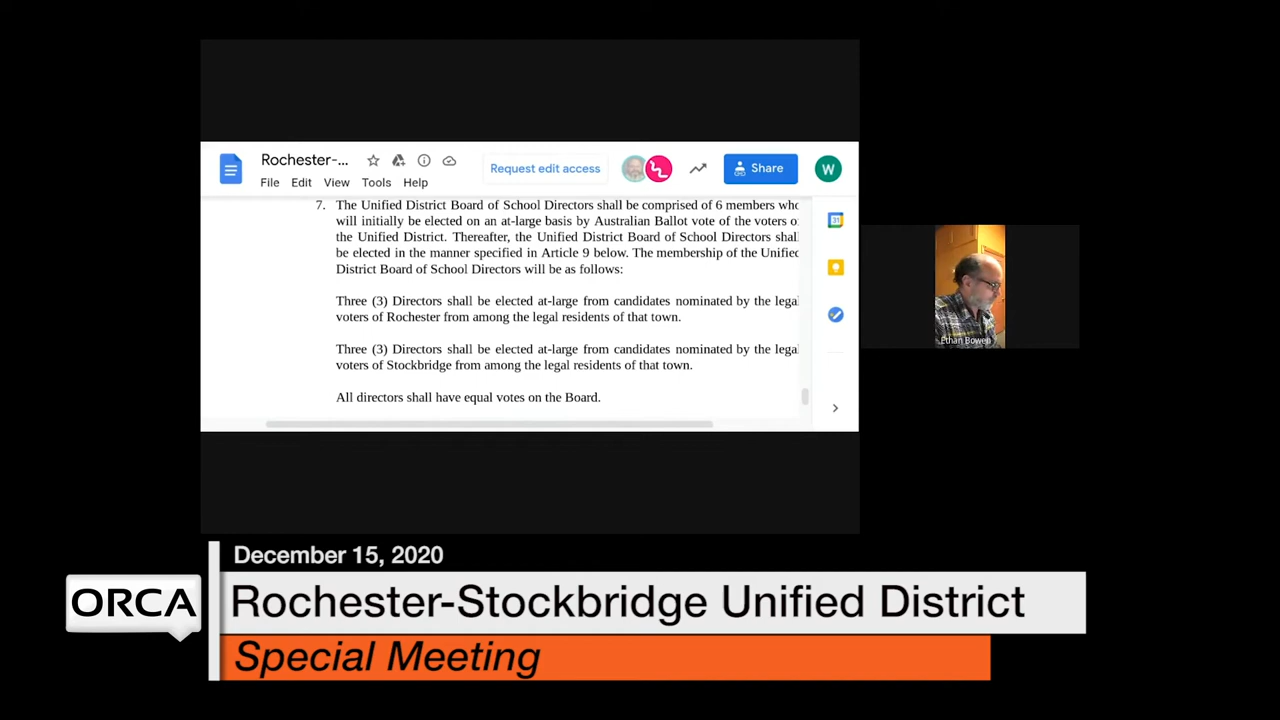 Rochester-...
Request edit access
Share
W
File Edit View Tools Help
7. The Unified District Board of School Directors shall be comprised of 6 members who
will initially be elected on an at-large basis by Australian Ballot vote of the voters o
the Unified District. Thereafter, the Unified District Board of School Directors shall
be elected in the manner specified in Article 9 below. The membership of the Unified
District Board of School Directors will be as follows:
Three (3) Directors shall be elected at-large from candidates nominated by the legal
voters of Rochester from among the legal residents of that town.
Three (3) Directors shall be elected at-large from candidates nominated by the legal
voters of Stockbridge from among the legal residents of that town.
All directors shall have equal votes on the Board.
31
Ethan Bowen
December 15, 2020
ORCA
Rochester-Stockbridge Unified District
Special Meeting